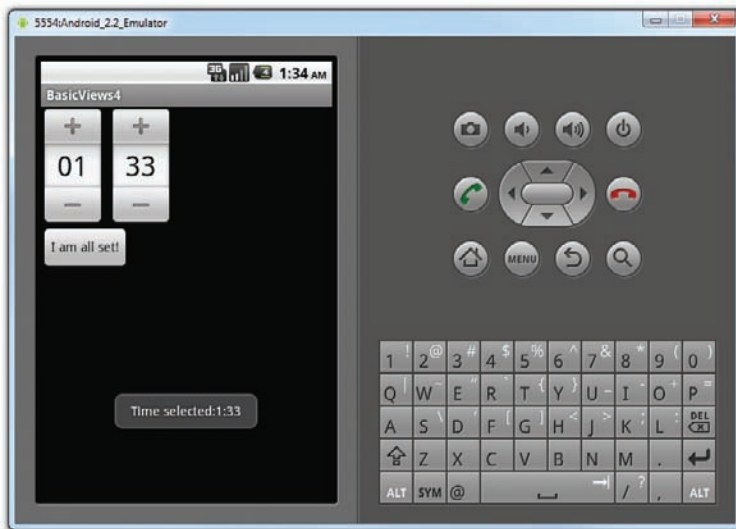 5554:Android_2.2_Emulator
3G
1:34 AM
BasicViews4
+ +
01 33
− −
I am all set!
Time selected:1:33
MENU
1 ! 2 @ 3 # 4 $ 5 % 6 ^ 7 & 8 * 9 ( 0 )
Q | W ~ E " R ` T { Y } U _ I - O + P =
A S \ D ' F [ G ] H < J > K ; L : DEL
Z X C V B N M .
ALT SYM @ / ? , ALT